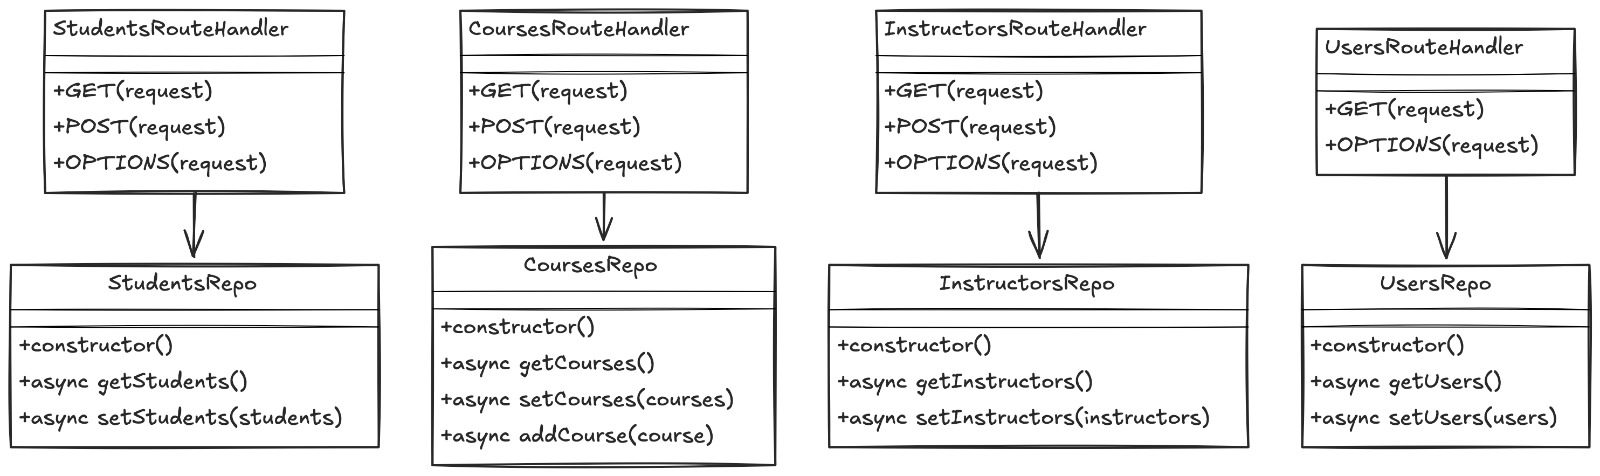 StudentsRouteHandler
+GET(request)
+POST(request)
+OPTIONS(request)
StudentsRepo
+constructor()
+async getStudents()
+async setStudents(students)
CoursesRouteHandler
+GET(request)
+POST(request)
+OPTIONS(request)
CoursesRepo
+constructor()
+async getCourses()
+async setCourses(courses)
+async addCourse(course)
InstructorsRouteHandler
+GET(request)
+POST(request)
+OPTIONS(request)
InstructorsRepo
+constructor()
+async getInstructors()
+async setInstructors(instructors)
UsersRouteHandler
+GET(request)
+OPTIONS(request)
UsersRepo
+constructor()
+async getUsers()
+async setUsers(users)